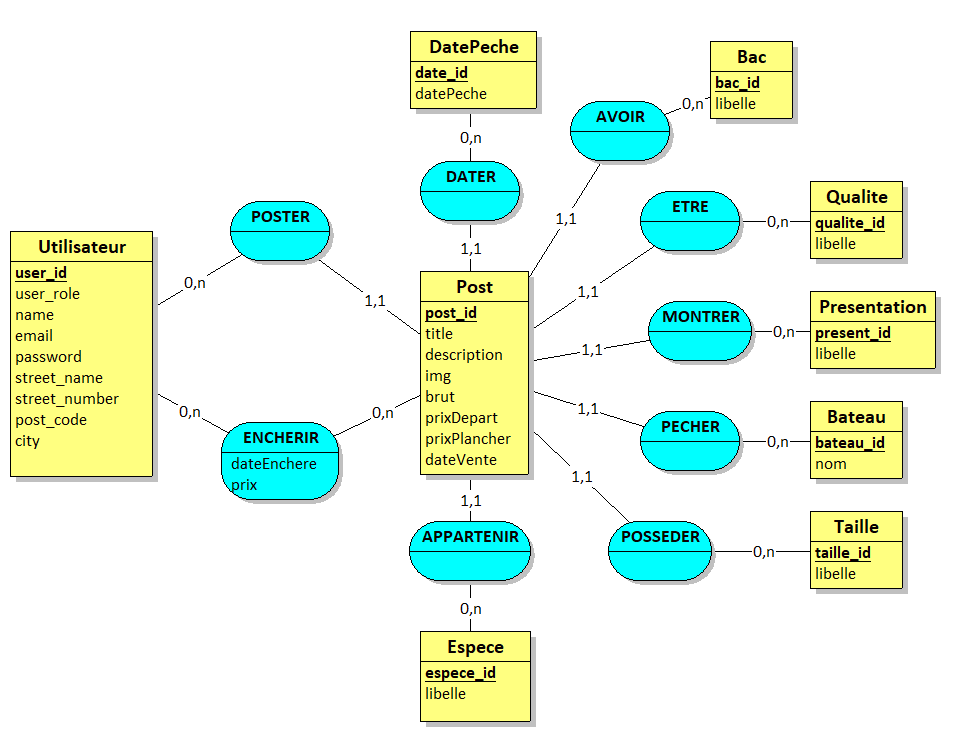 DatePeche
date_id
datePeche
0,n
DATER
1,1
Bac
bac_id
libelle
0,n
AVOIR
1,1
Qualite
qualite_id
libelle
0,n
ETRE
1,1
Presentation
present_id
libelle
0,n
MONTRER
1,1
Bateau
bateau_id
nom
0,n
PECHER
1,1
Taille
taille_id
libelle
0,n
POSSEDER
1,1
Utilisateur
user_id
user_role
name
email
password
street_name
street_number
post_code
city
0,n
POSTER
1,1
0,n
ENCHERIR
dateEnchere
prix
0,n
Post
post_id
title
description
img
brut
prixDepart
prixPlancher
dateVente
1,1
APPARTENIR
0,n
Espece
espece_id
libelle